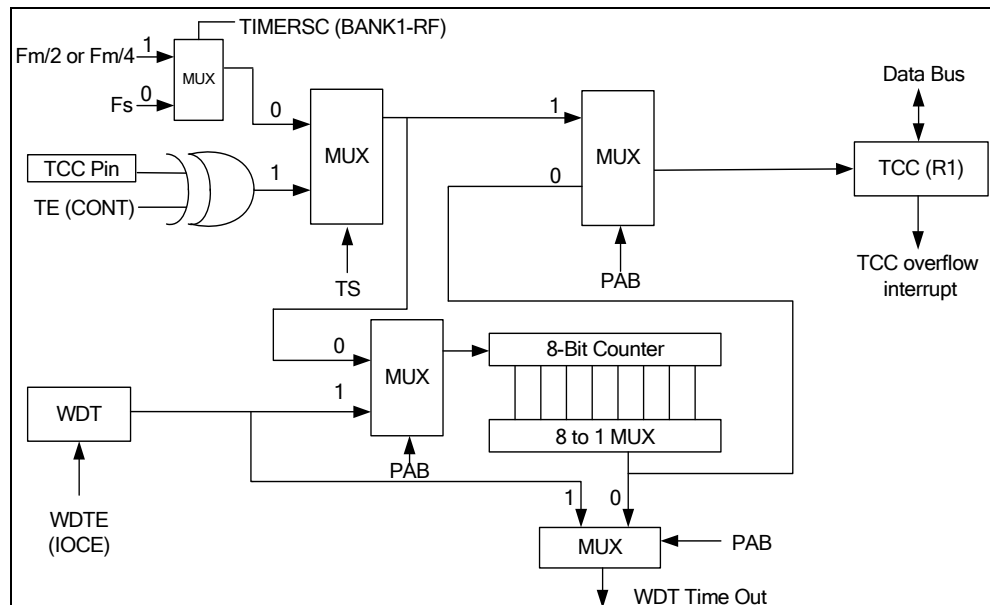 TIMERSC (BANK1-RF)
Fm/2 or Fm/4
1
MUX
Fs
0
0
TCC Pin
TE (CONT)
1
MUX
TS
1
0
MUX
PAB
Data Bus
TCC (R1)
TCC overflow
interrupt
0
1
MUX
PAB
8-Bit Counter
8 to 1 MUX
WDT
WDTE
(IOCE)
1
0
MUX
PAB
WDT Time Out